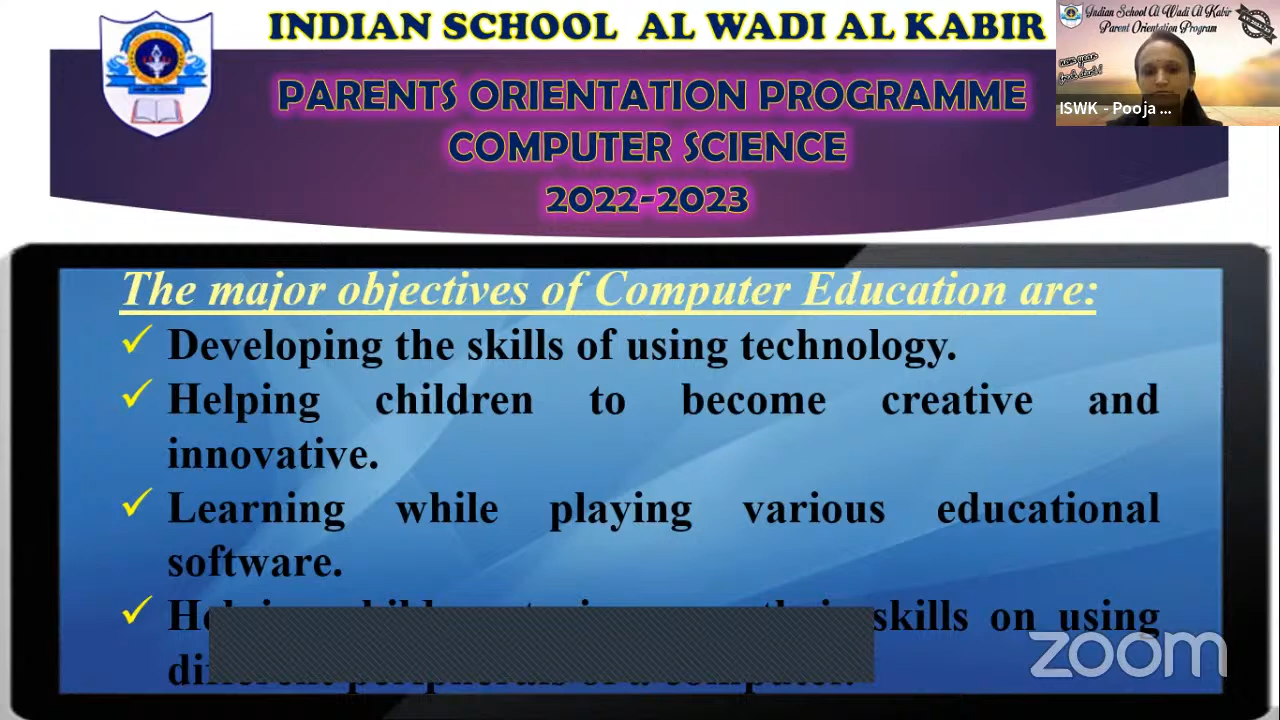 INDIAN SCHOOL AL WADI AL KABIR
PARENTS ORIENTATION PROGRAMME
COMPUTER SCIENCE
2022-2023
Indian School Al Wadi Al Kabir
Parent Orientation Program
ISWK - Pooja ...
The major objectives of Computer Education are:
✓ Developing the skills of using technology.
✓ Helping children to become creative and
innovative.
✓ Learning while playing various educational
software.
✓ skills on using
zoom